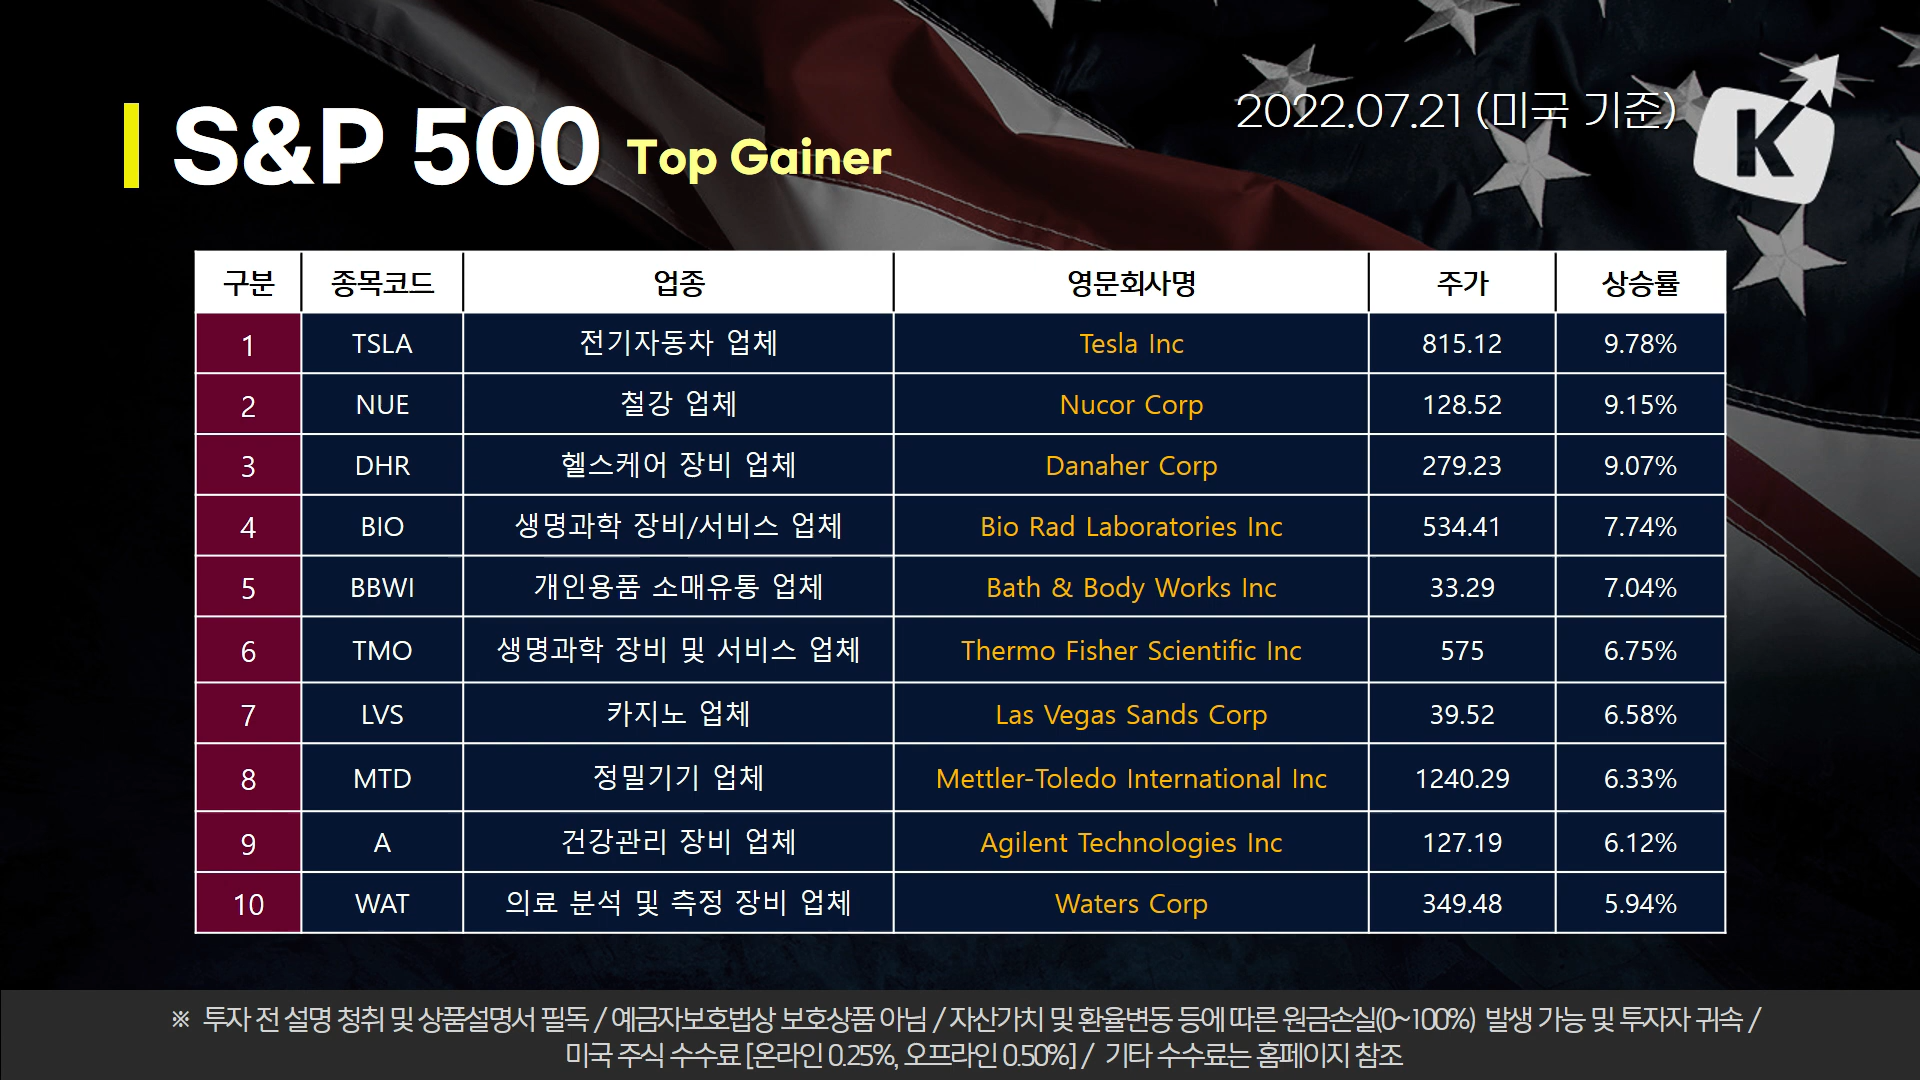 S&P 500 Top Gainer
2022.07.21 (미국 기준)
K
구분 종목코드 업종 영문회사명 주가 상승률
1 TSLA 전기자동차 업체 Tesla Inc 815.12 9.78%
2 NUE 철강 업체 Nucor Corp 128.52 9.15%
3 DHR 헬스케어 장비 업체 Danaher Corp 279.23 9.07%
4 BIO 생명과학 장비/서비스 업체 Bio Rad Laboratories Inc 534.41 7.74%
5 BBWI 개인용품 소매유통 업체 Bath & Body Works Inc 33.29 7.04%
6 TMO 생명과학 장비 및 서비스 업체 Thermo Fisher Scientific Inc 575 6.75%
7 LVS 카지노 업체 Las Vegas Sands Corp 39.52 6.58%
8 MTD 정밀기기 업체 Mettler-Toledo International Inc 1240.29 6.33%
9 A 건강관리 장비 업체 Agilent Technologies Inc 127.19 6.12%
10 WAT 의료 분석 및 측정 장비 업체 Waters Corp 349.48 5.94%
※ 투자 전 설명 청취 및 상품설명서 필독 / 예금자보호법상 보호상품 아님 / 자산가치 및 환율변동 등에 따른 원금손실(0~100%) 발생 가능 및 투자자 귀속 /
미국 주식 수수료 [온라인 0.25%, 오프라인 0.50%] / 기타 수수료는 홈페이지 참조